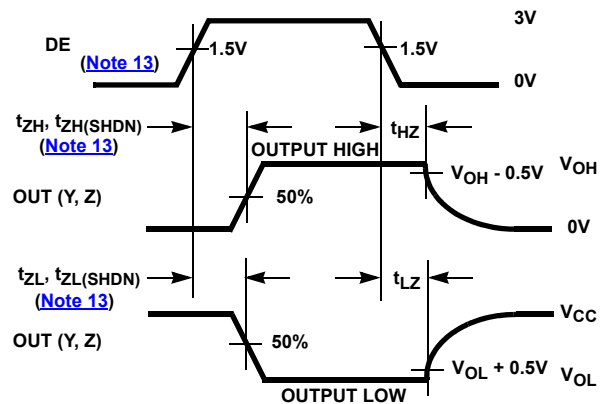 3V
DE
(Note 13)
1.5V
1.5V
0V
tZH, tZH(SHDN)
(Note 13)
tHZ
OUTPUT HIGH
VOH - 0.5V
VOH
OUT (Y, Z)
50%
0V
tZL, tZL(SHDN)
(Note 13)
tLZ
VCC
OUT (Y, Z)
50%
VOL + 0.5V
VOL
OUTPUT LOW